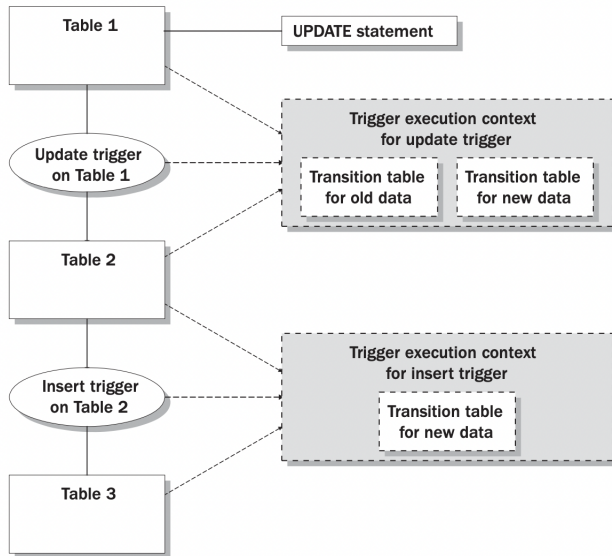 Table 1
UPDATE statement
Trigger execution context
for update trigger
Update trigger
on Table 1
Transition table
for old data
Transition table
for new data
Table 2
Trigger execution context
for insert trigger
Insert trigger
on Table 2
Transition table
for new data
Table 3